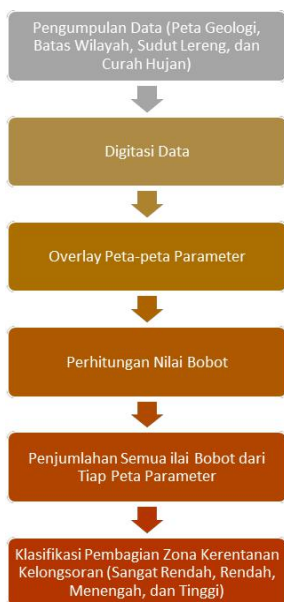 Pengumpulan Data (Peta Geologi,
Batas Wilayah, Sudut Lereng, dan
Curah Hujan)
Digitasi Data
Overlay Peta-peta Parameter
Perhitungan Nilai Bobot
Penjumlahan Semua ilai Bobot dari
Tiap Peta Parameter
Klasifikasi Pembagian Zona Kerentanan
Kelongsoran (Sangat Rendah, Rendah,
Menengah, dan Tinggi)